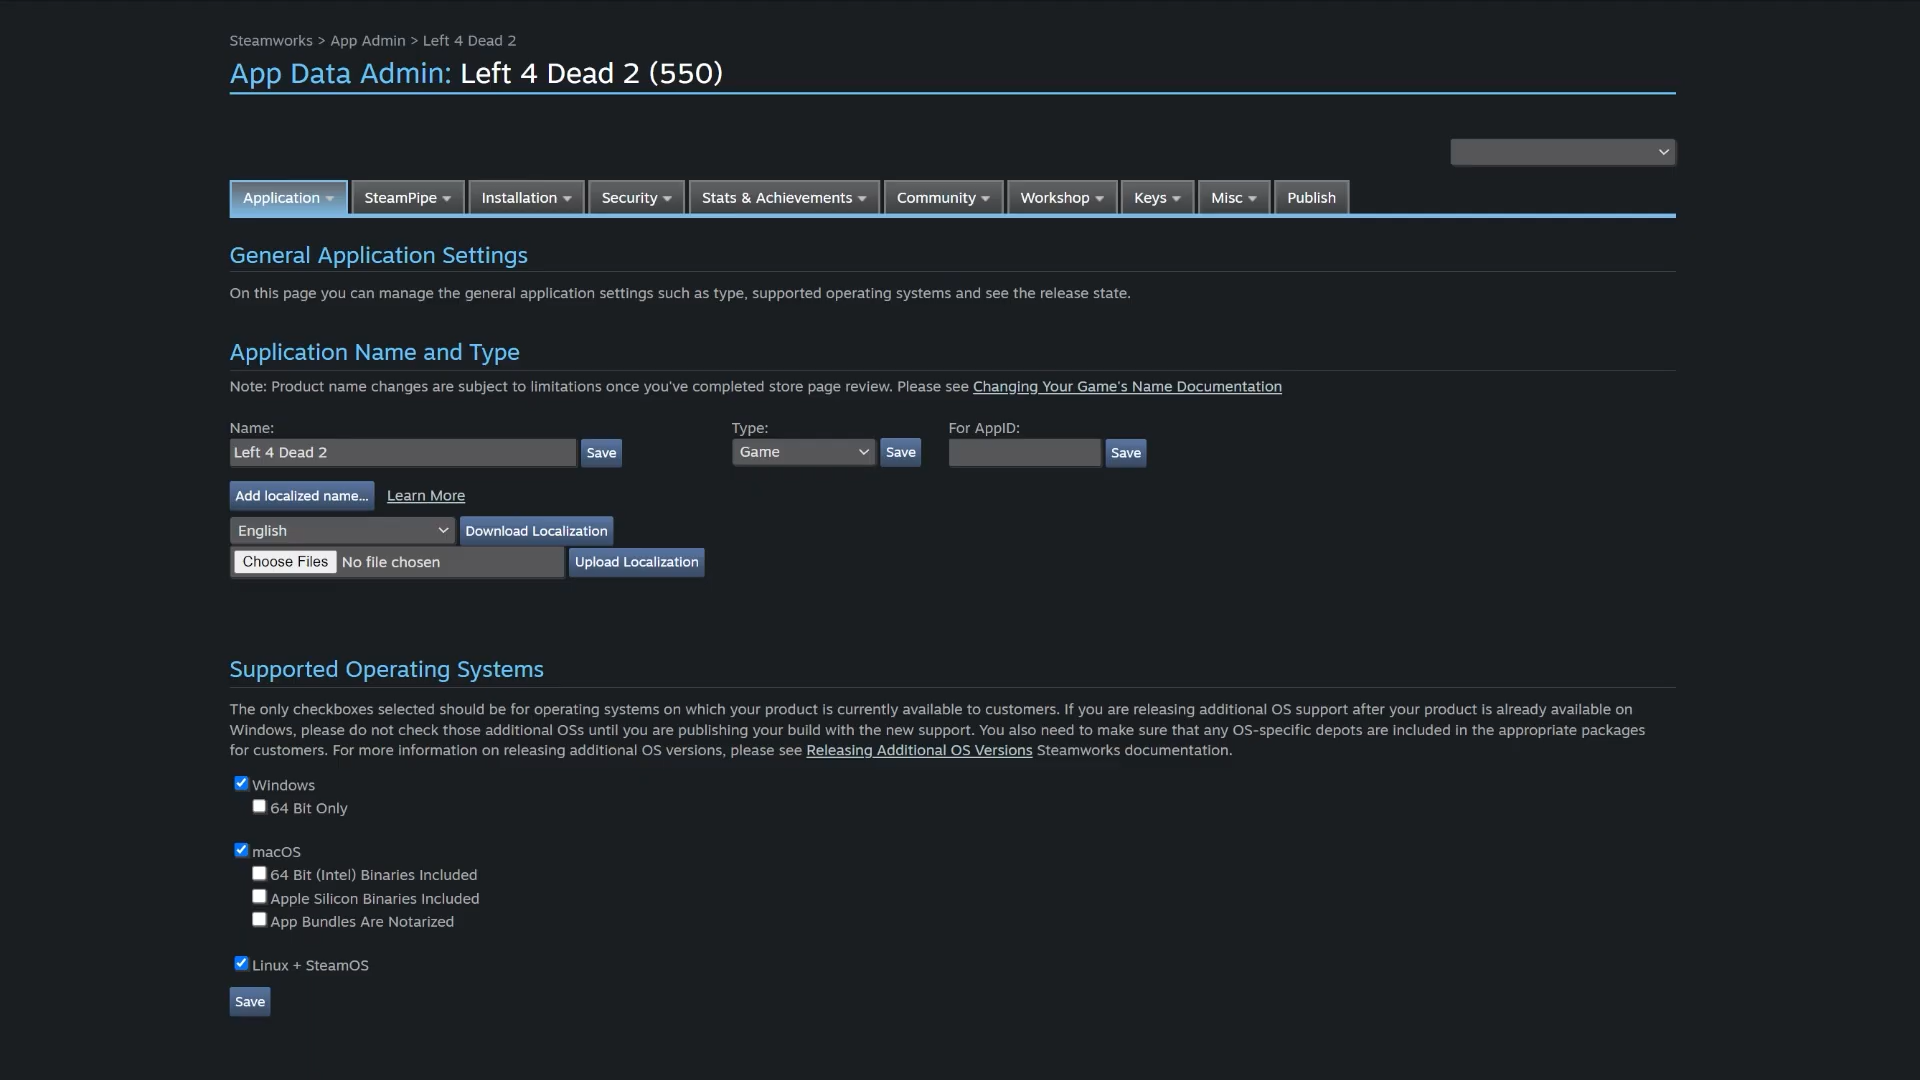 Steamworks > App Admin > Left 4 Dead 2
App Data Admin: Left 4 Dead 2 (550)
Application SteamPipe Installation Security Stats & Achievements Community Workshop Keys Misc Publish
General Application Settings
On this page you can manage the general application settings such as type, supported operating systems and see the release state.
Application Name and Type
Note: Product name changes are subject to limitations once you've completed store page review. Please see Changing Your Game's Name Documentation
Name: Type: For AppID:
Left 4 Dead 2 Save Game Save Save
Add localized name... Learn More
English Download Localization
Choose Files No file chosen Upload Localization
Supported Operating Systems
The only checkboxes selected should be for operating systems on which your product is currently available to customers. If you are releasing additional OS support after your product is already available on
Windows, please do not check those additional OSs until you are publishing your build with the new support. You also need to make sure that any OS-specific depots are included in the appropriate packages
for customers. For more information on releasing additional OS versions, please see Releasing Additional OS Versions Steamworks documentation.
Windows
64 Bit Only
macOS
64 Bit (Intel) Binaries Included
Apple Silicon Binaries Included
App Bundles Are Notarized
Linux + SteamOS
Save